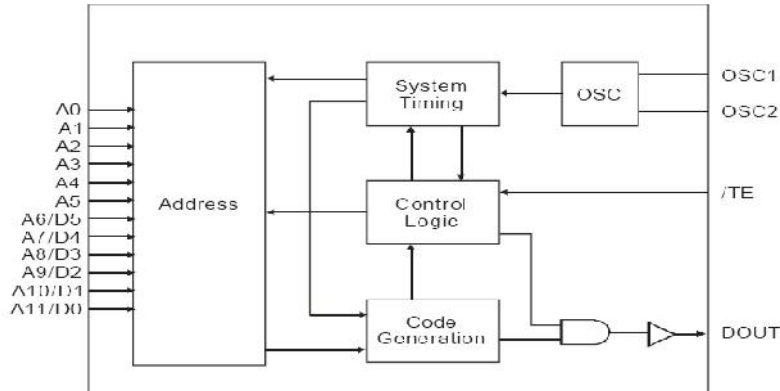 A0
A1
A2
A3
A4
A5
A6/D5
A7/D4
A8/D3
A9/D2
A10/D1
A11/D0
Address
System
Timing
Control
Logic
Code
Generation
OSC
OSC1
OSC2
/TE
DOUT